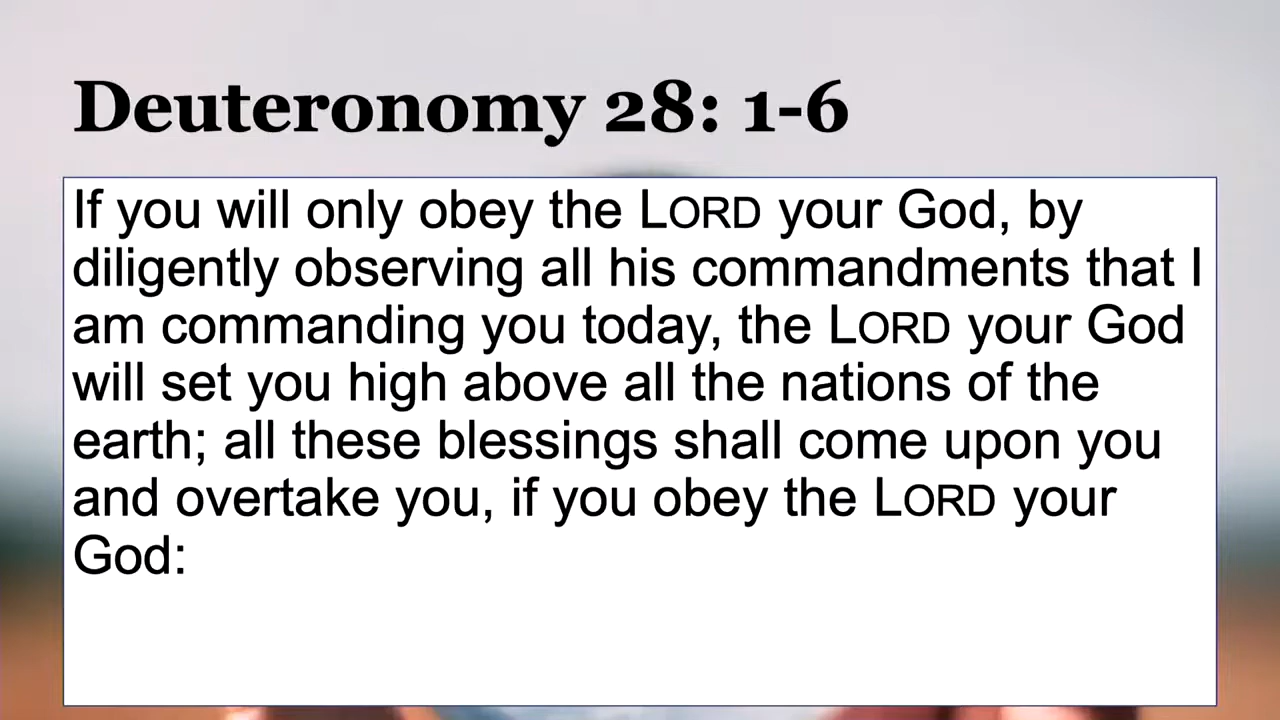 Deuteronomy 28: 1-6
If you will only obey the LORD your God, by
diligently observing all his commandments that I
am commanding you today, the LORD your God
will set you high above all the nations of the
earth; all these blessings shall come upon you
and overtake you, if you obey the LORD your
God: